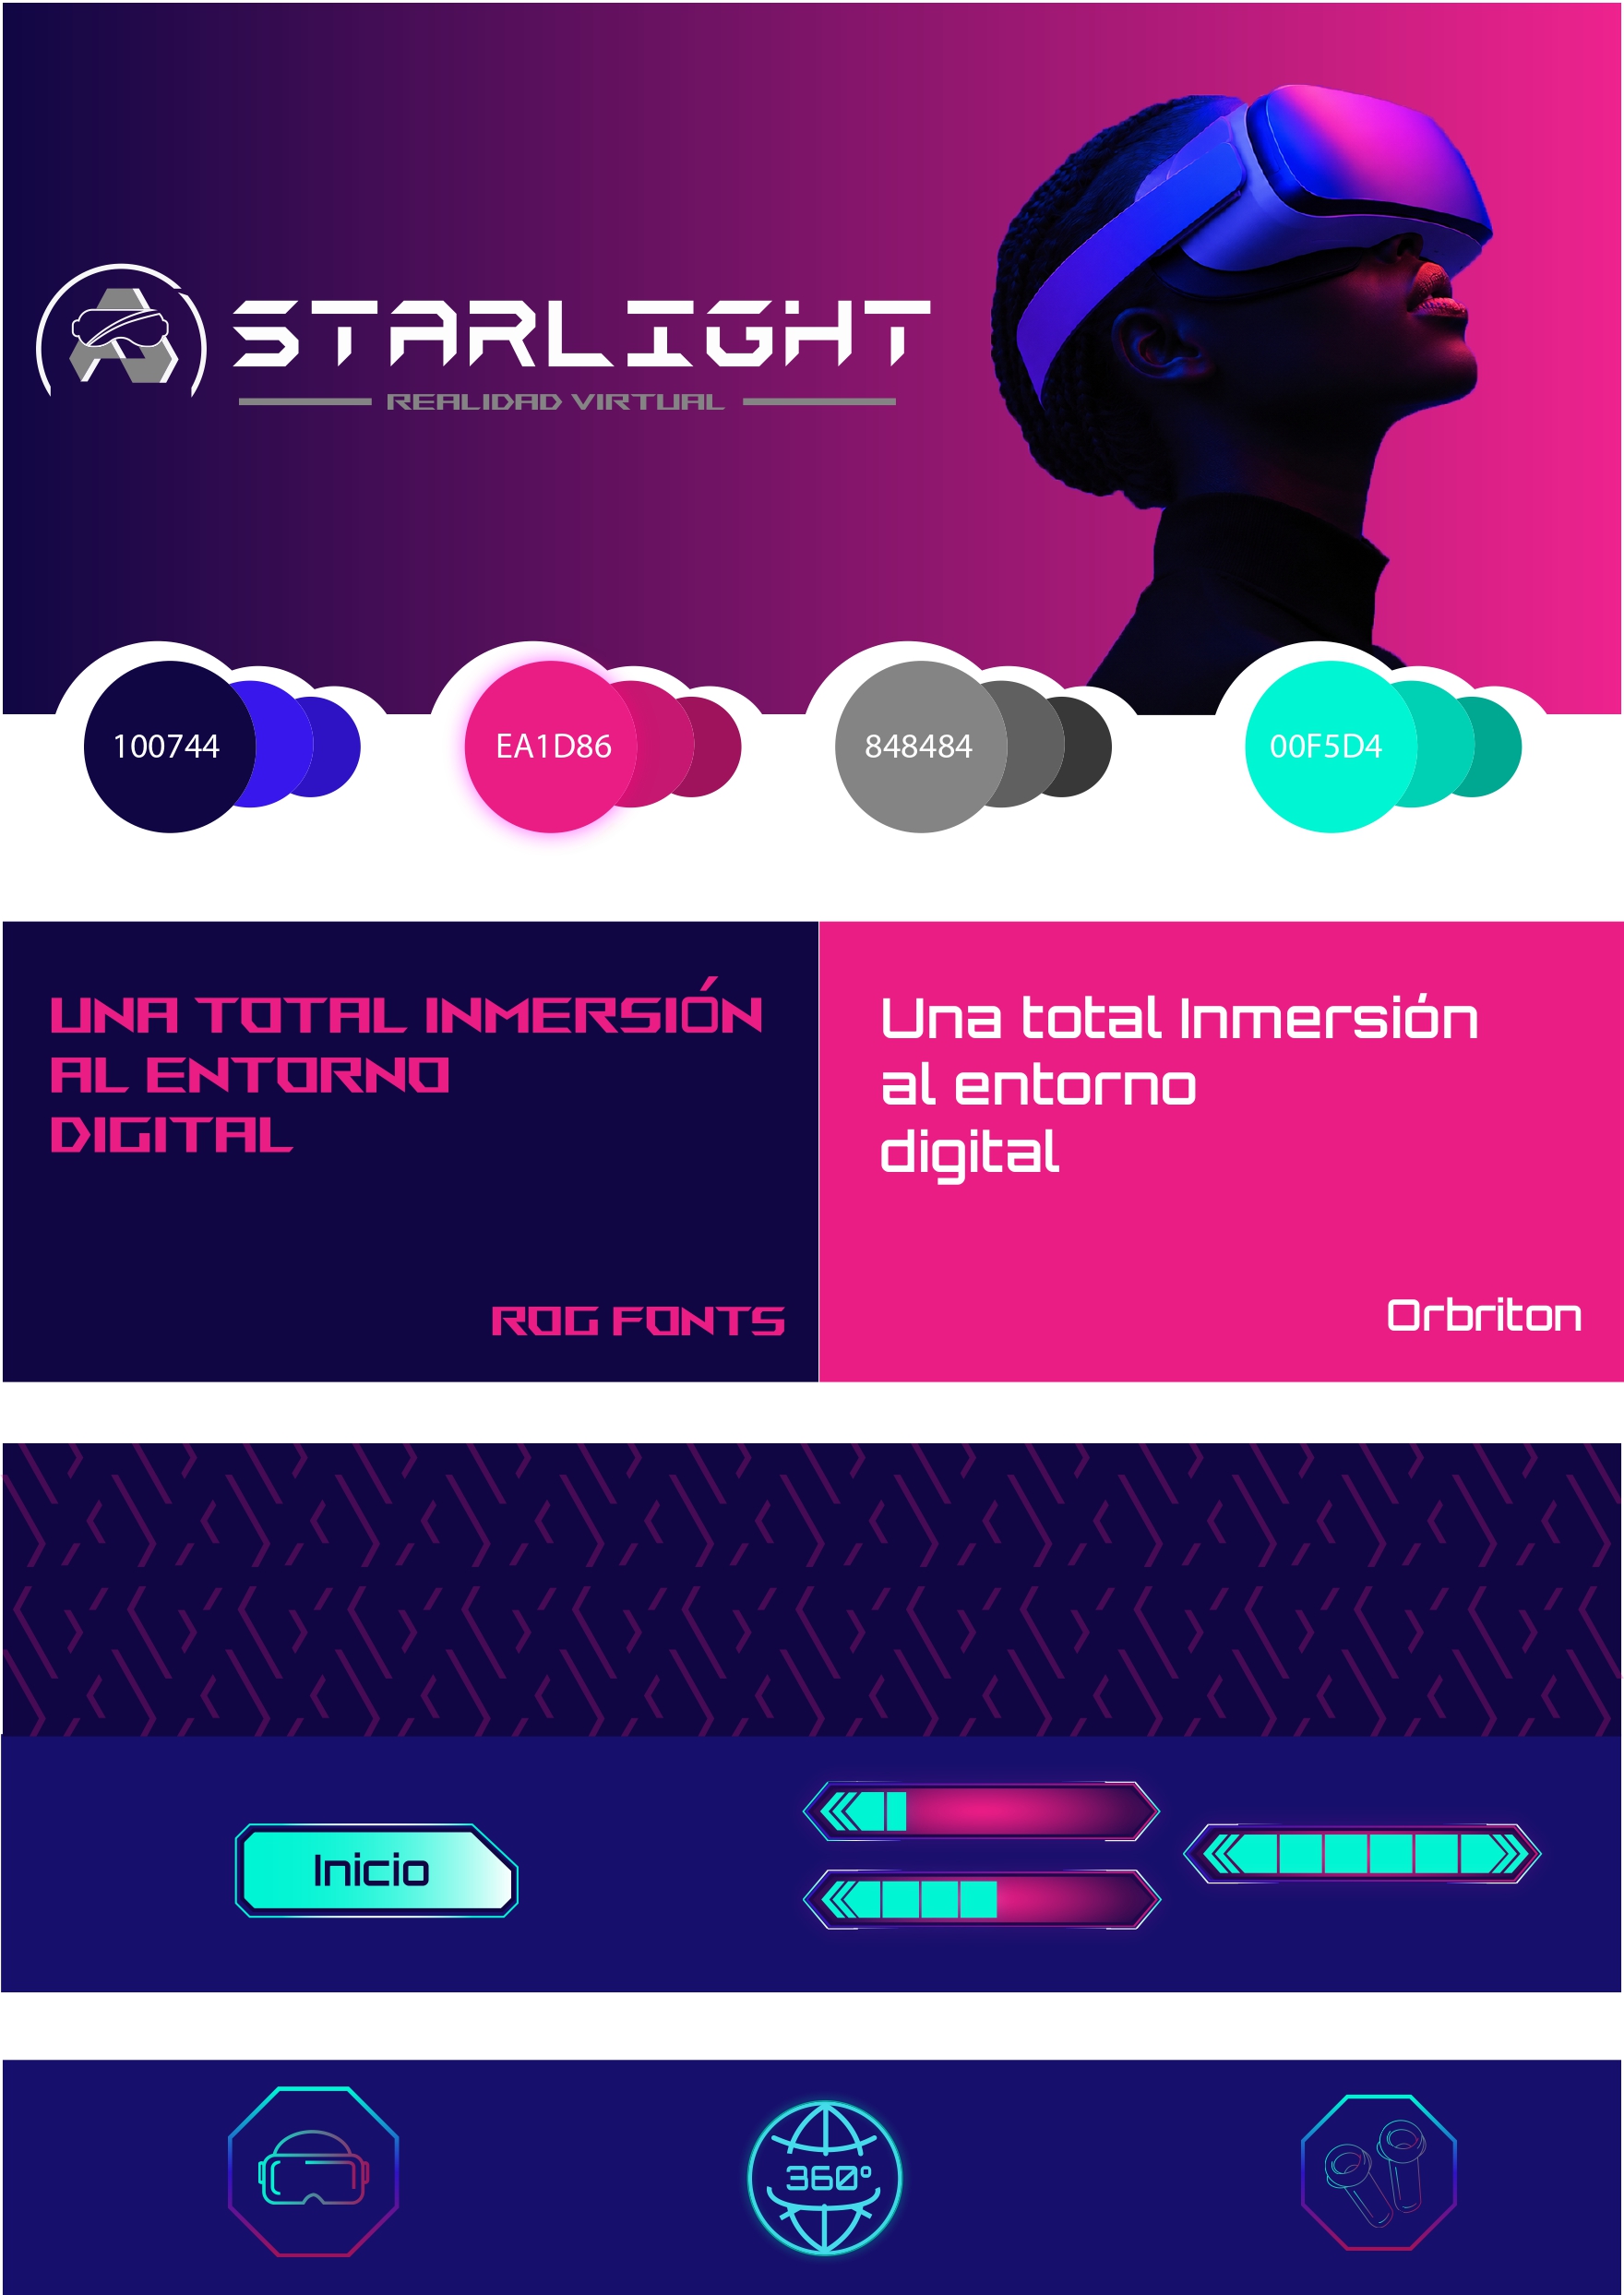 STARLIGHT
REALIDAD VIRTUAL
100744
EA1D86
848484
00F5D4
UNA TOTAL INMERSIÓN
AL ENTORNO
DIGITAL
ROG FONTS
Una total Inmersión
al entorno
digital
Orbriton
Inicio
360°